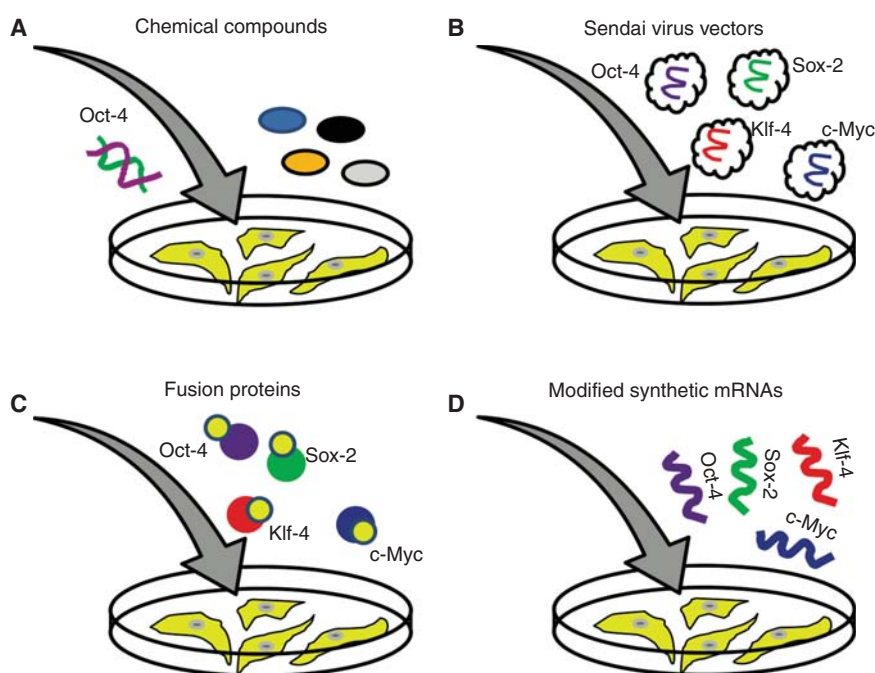 A
Chemical compounds
Oct-4
B
Sendai virus vectors
Oct-4
Sox-2
Klf-4
c-Myc
C
Fusion proteins
Oct-4
Sox-2
Klf-4
c-Myc
D
Modified synthetic mRNAs
Oct-4
Sox-2
Klf-4
c-Myc